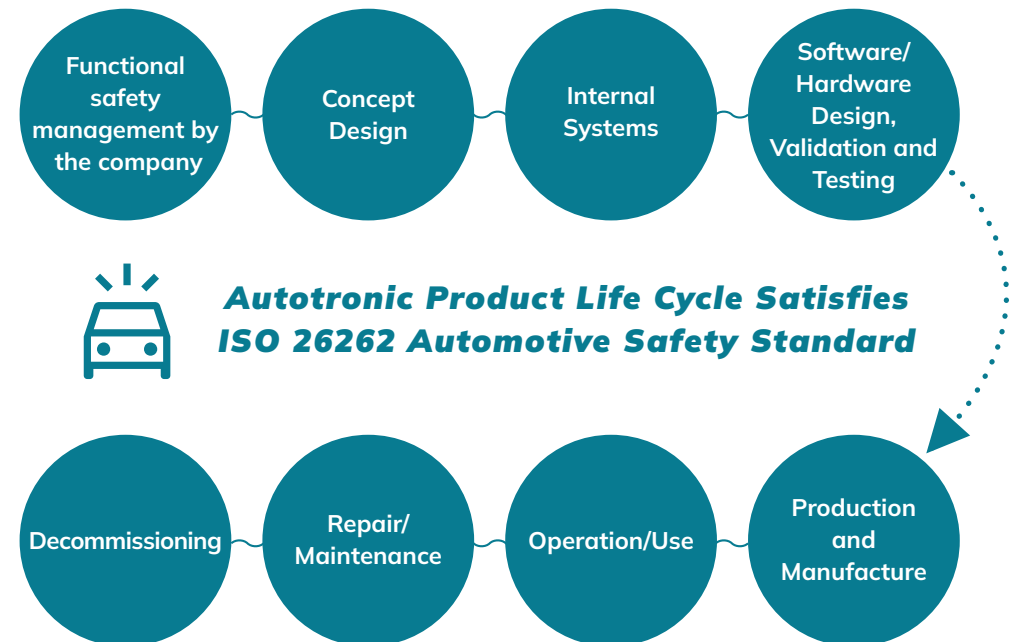 Functional
safety
management by
the company
Concept
Design
Internal
Systems
Software/
Hardware
Design,
Validation and
Testing
Autotronic Product Life Cycle Satisfies
ISO 26262 Automotive Safety Standard
Decommissioning
Repair/
Maintenance
Operation/Use
Production
and
Manufacture